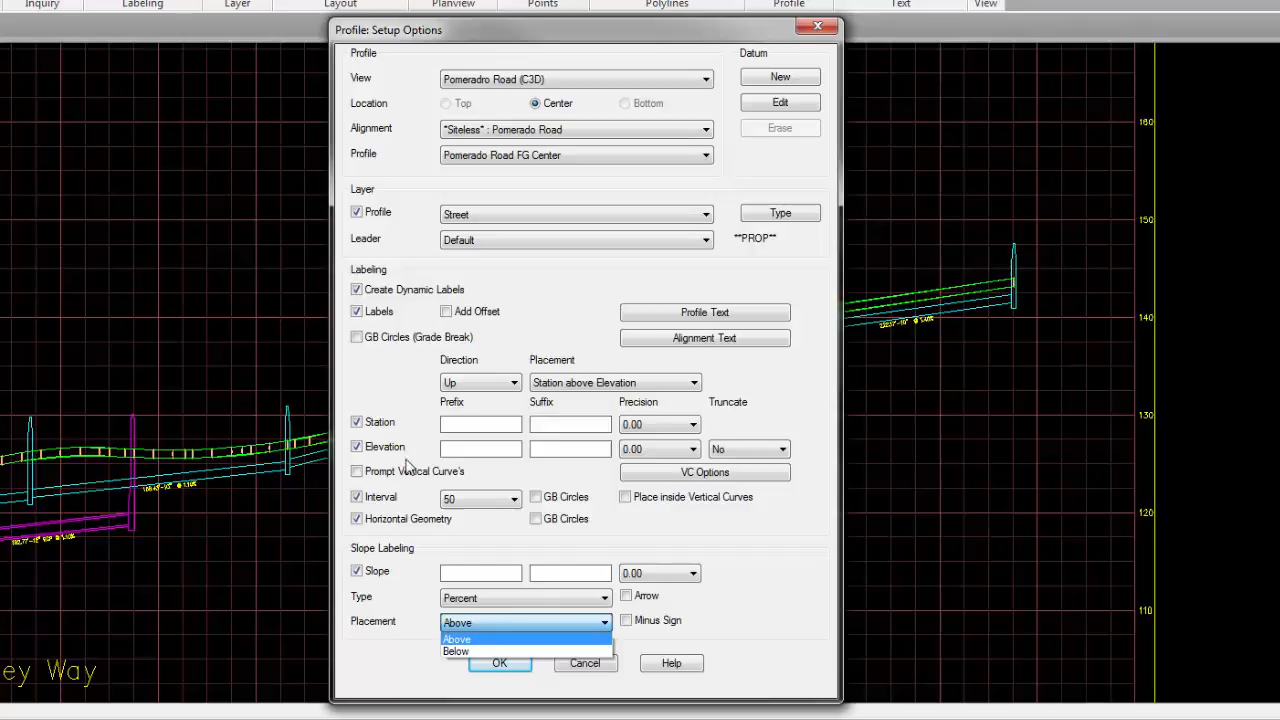 Inquiry Labeling Layer Layout Planview Points Polylines Profile Text View
Profile: Setup Options
Profile Datum
View Pomeradro Road (C3D) New
Location Top Center Bottom Edit
Alignment *Siteless* : Pomerado Road Erase
Profile Pomerado Road FG Center
Layer
Profile Street Type
Leader Default **PROP**
Labeling
Create Dynamic Labels
Labels Add Offset Profile Text
GB Circles (Grade Break) Alignment Text
Direction Placement
Up Station above Elevation
Prefix Suffix Precision Truncate
Station 0.00
Elevation 0.00 No
Prompt Vertical Curve's VC Options
Interval 50 GB Circles Place inside Vertical Curves
Horizontal Geometry GB Circles
Slope Labeling
Slope 0.00
Type Percent Arrow
Placement Above Minus Sign
Above
Below
OK Cancel Help
160
150
140
130
120
110
ey Way